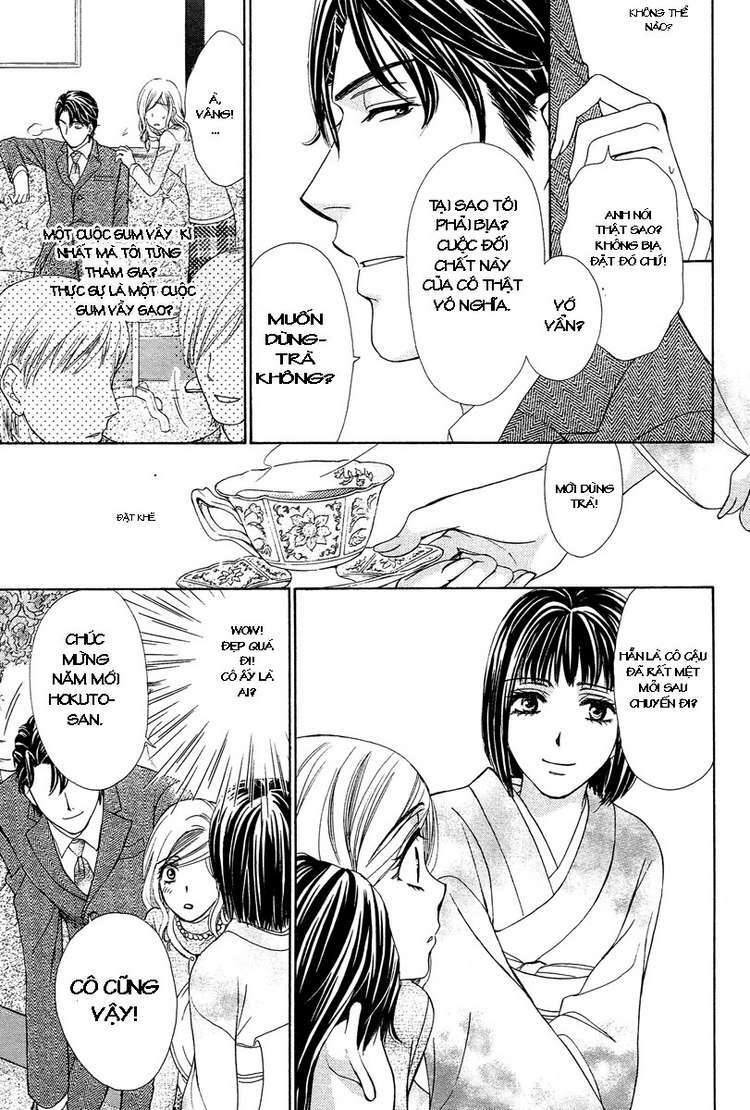 KHÔNG THỂ
NÀO?
ANH NÓI
THẬT SAO?
KHÔNG BỊA
ĐẶT ĐÓ CHỨ!
VỚ
VẨN?
TẠI SAO TÔI
PHẢI BỊA?
CUỘC ĐỐI
CHẤT NÀY
CỦA CÔ THẬT
VÔ NGHĨA.
MUỐN
DÙNG-
TRÀ
KHÔNG?
À,
VÂNG!
...
MỘT CUỘC SUM VẦY KÌ
NHẤT MÀ TÔI TỪNG
THAM GIA?
THỰC SỰ LÀ MỘT CUỘC
SUM VẦY SAO?
MỜI DÙNG
TRÀ!
ĐẶT KHẼ
HẲN LÀ CÔ CẬU
ĐÃ RẤT MỆT
MỎI SAU
CHUYẾN ĐI?
WOW!
ĐẸP QUÁ
ĐI!
CÔ ẤY LÀ
AI?
CHÚC
MỪNG
NĂM MỚI
HOKUTO-
SAN.
CÔ CŨNG
VẬY!